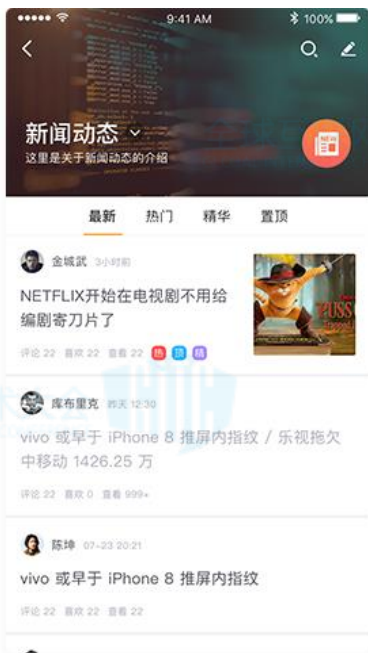 9:41 AM
100%
新闻动态
这里是关于新闻动态的介绍
NEW
最新 热门 精华 置顶
金城武 3小时前
NETFLIX开始在电视剧不用给
编剧寄刀片了
评论 22 喜欢 22 查看 22 热 顶 精
PUSS
库布里克 昨天 12:30
vivo 或早于 iPhone 8 推屏内指纹 / 乐视拖欠
中移动 1426.25 万
评论 22 喜欢 0 查看 999+
陈坤 07-23 20:21
vivo 或早于 iPhone 8 推屏内指纹
评论 22 喜欢 22 查看 22